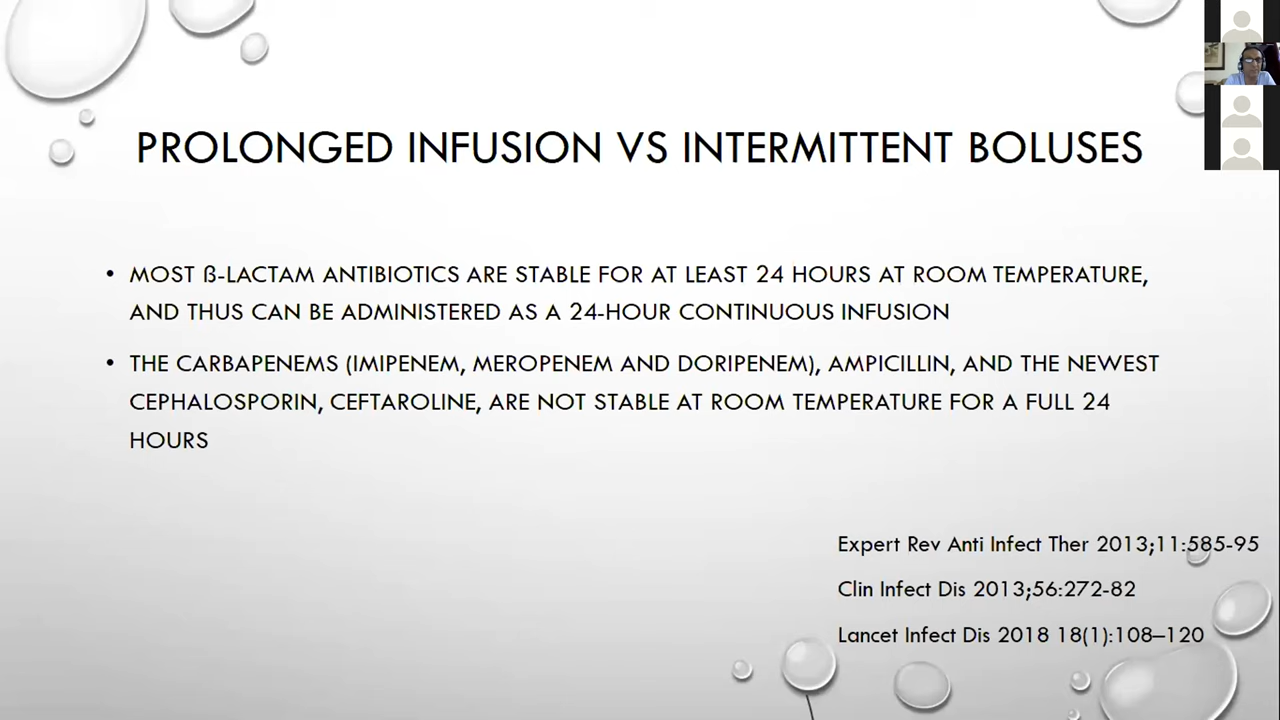 PROLONGED INFUSION VS INTERMITTENT BOLUSES
• MOST ß-LACTAM ANTIBIOTICS ARE STABLE FOR AT LEAST 24 HOURS AT ROOM TEMPERATURE,
AND THUS CAN BE ADMINISTERED AS A 24-HOUR CONTINUOUS INFUSION
• THE CARBAPENEMS (IMIPENEM, MEROPENEM AND DORIPENEM), AMPICILLIN, AND THE NEWEST
CEPHALOSPORIN, CEFTAROLINE, ARE NOT STABLE AT ROOM TEMPERATURE FOR A FULL 24
HOURS
Expert Rev Anti Infect Ther 2013;11:585-95
Clin Infect Dis 2013;56:272-82
Lancet Infect Dis 2018 18(1):108–120